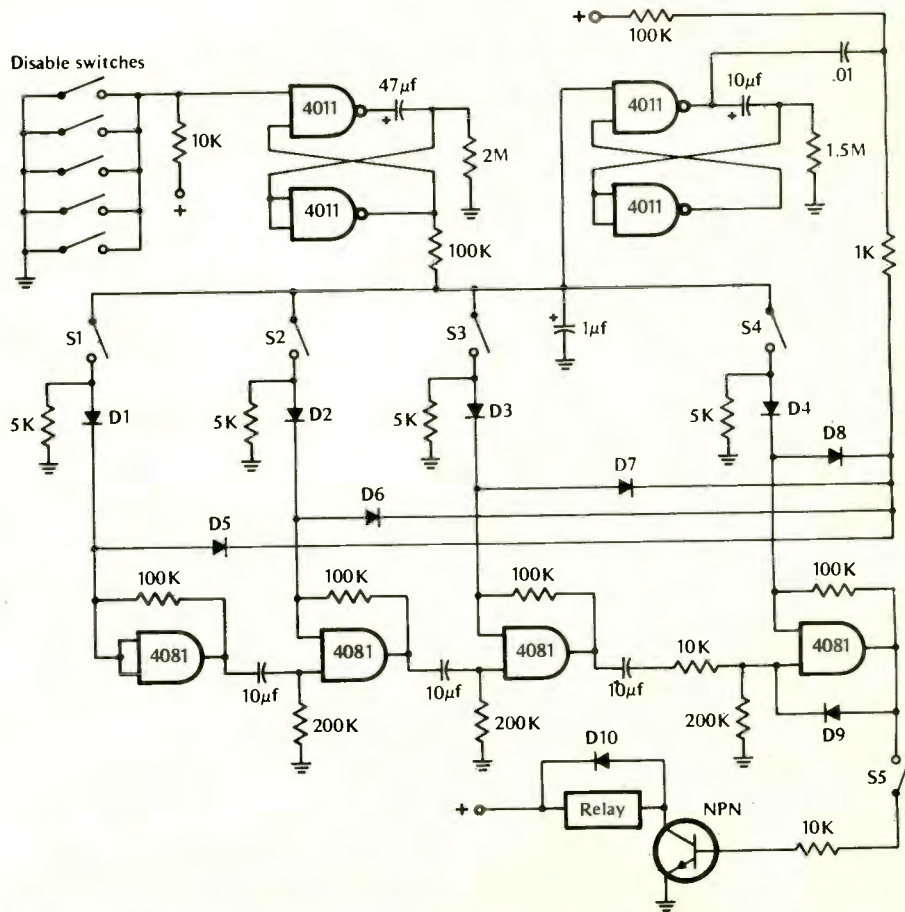 +
100K
Disable switches
47µf
4011
+
10K
+
2M
4011
100K
.01
10µf
4011
+
1.5M
4011
1K
S1
S2
S3
S4
+
1µf
5K
D1
5K
D2
5K
D3
5K
D4
D8
D7
D6
D5
100K
100K
100K
100K
4081
4081
4081
4081
10K
10µf
10µf
10µf
200K
200K
200K
D9
D10
S5
+
Relay
NPN
10K